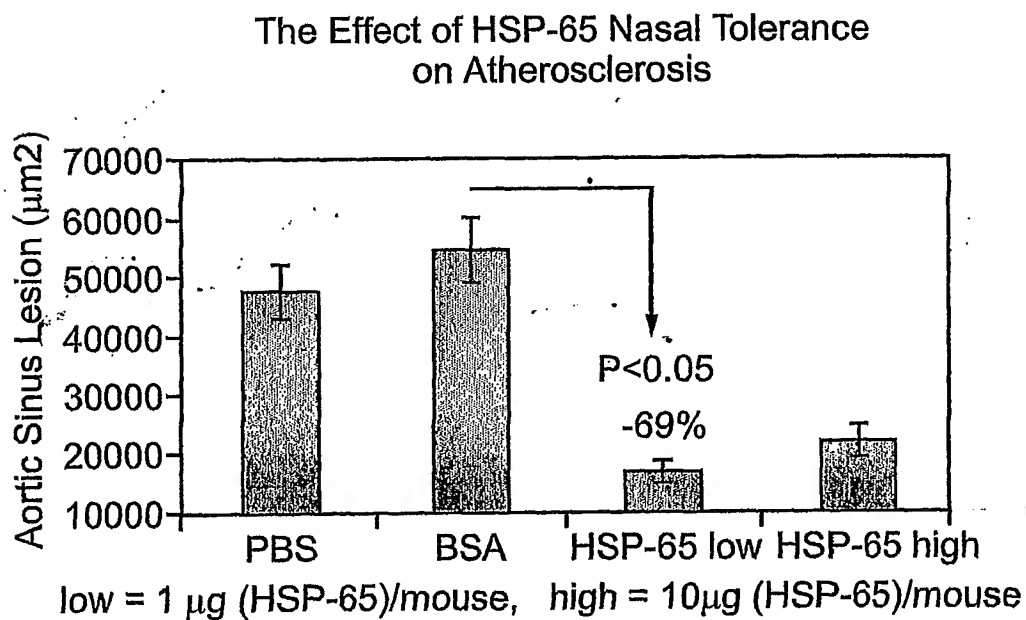 The Effect of HSP-65 Nasal Tolerance
on Atherosclerosis
Aortic Sinus Lesion (µm2)
70000
60000
50000
40000
30000
20000
10000
P<0.05
-69%
PBS BSA HSP-65 low HSP-65 high
low = 1 µg (HSP-65)/mouse, high = 10µg (HSP-65)/mouse